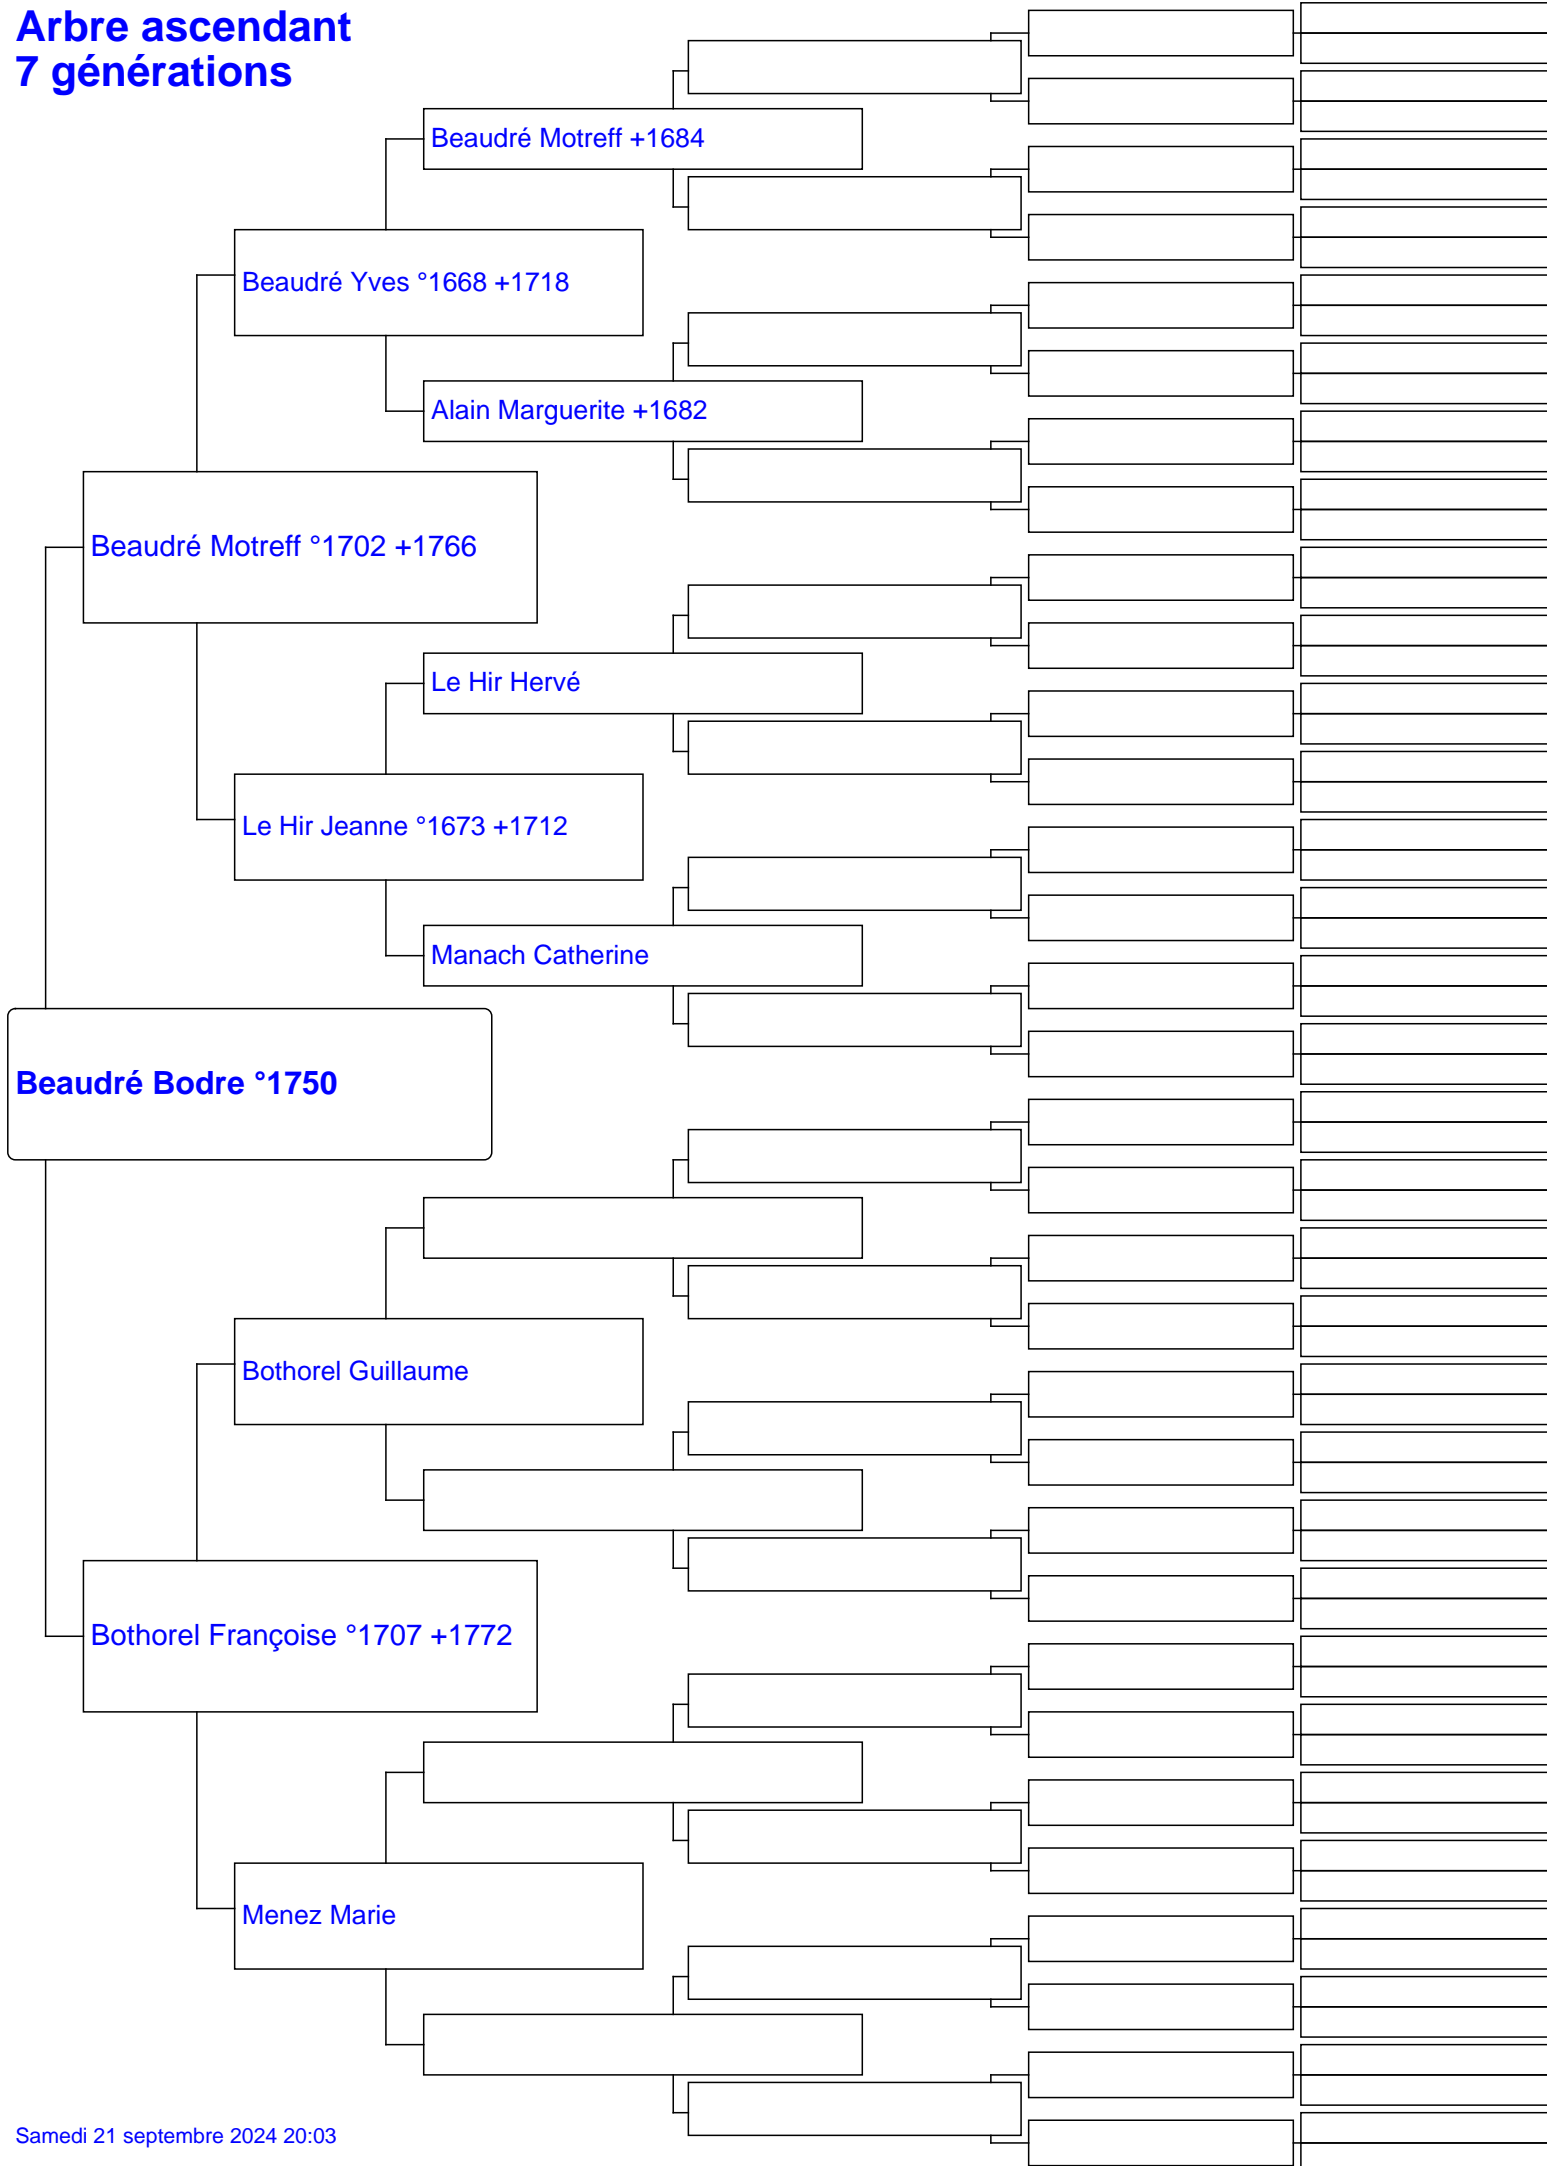 Arbre ascendant
7 générations
Beaudré Motreff +1684
Beaudré Yves °1668 +1718
Alain Marguerite +1682
Beaudré Motreff °1702 +1766
Le Hir Hervé
Le Hir Jeanne °1673 +1712
Manach Catherine
Beaudré Bodre °1750
Bothorel Guillaume
Bothorel Françoise °1707 +1772
Menez Marie
Samedi 21 septembre 2024 20:03